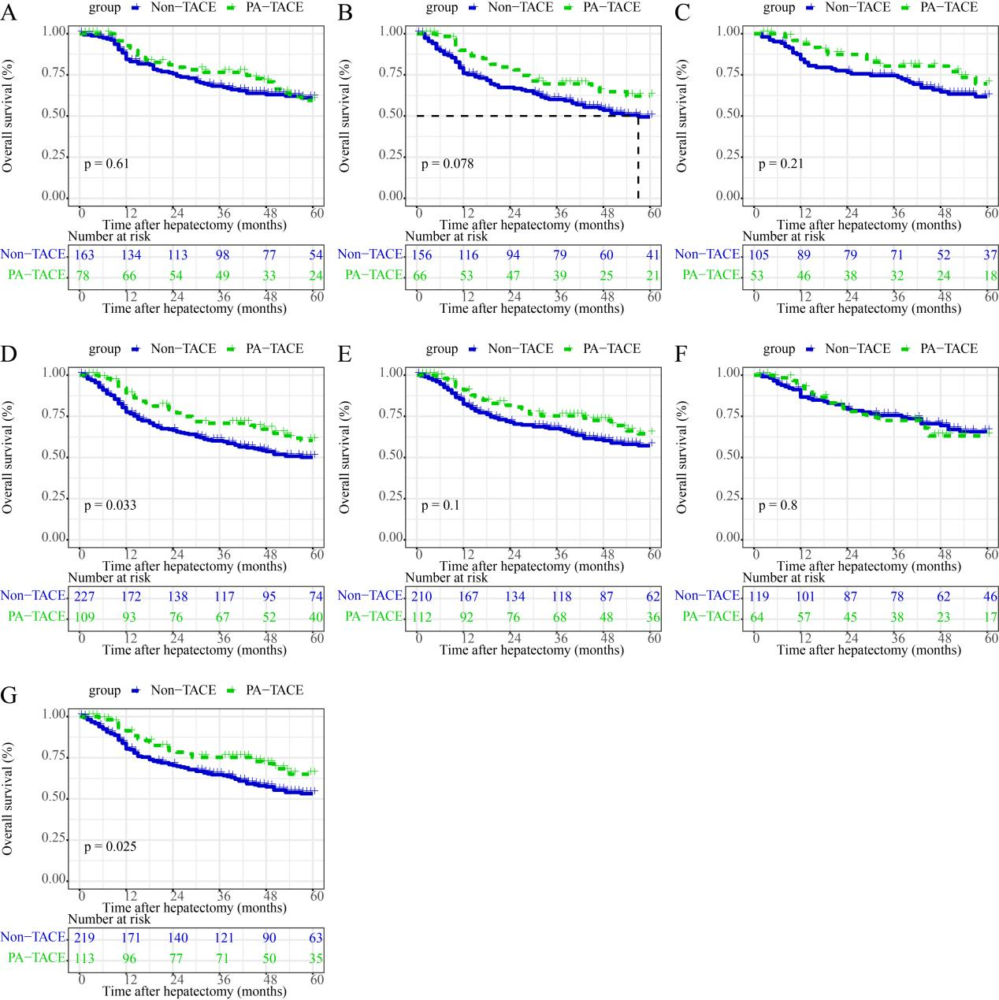 A
group Non−TACE PA−TACE
Overall survival (%)
1.00
0.75
0.50
0.25
0.00
p = 0.61
0 12 24 36 48 60
Time after hepatectomy (months)
Number at risk
Non−TACE 163 134 113 98 77 54
PA−TACE 78 66 54 49 33 24
0 12 24 36 48 60
Time after hepatectomy (months)
B
group Non−TACE PA−TACE
Overall survival (%)
1.00
0.75
0.50
0.25
0.00
p = 0.078
0 12 24 36 48 60
Time after hepatectomy (months)
Number at risk
Non−TACE 156 116 94 79 60 41
PA−TACE 66 53 47 39 25 21
0 12 24 36 48 60
Time after hepatectomy (months)
C
group Non−TACE PA−TACE
Overall survival (%)
1.00
0.75
0.50
0.25
0.00
p = 0.21
0 12 24 36 48 60
Time after hepatectomy (months)
Number at risk
Non−TACE 105 89 79 71 52 37
PA−TACE 53 46 38 32 24 18
0 12 24 36 48 60
Time after hepatectomy (months)
D
group Non−TACE PA−TACE
Overall survival (%)
1.00
0.75
0.50
0.25
0.00
p = 0.033
0 12 24 36 48 60
Time after hepatectomy (months)
Number at risk
Non−TACE 227 172 138 117 95 74
PA−TACE 109 93 76 67 52 40
0 12 24 36 48 60
Time after hepatectomy (months)
E
group Non−TACE PA−TACE
Overall survival (%)
1.00
0.75
0.50
0.25
0.00
p = 0.1
0 12 24 36 48 60
Time after hepatectomy (months)
Number at risk
Non−TACE 210 167 134 118 87 62
PA−TACE 112 92 76 68 48 36
0 12 24 36 48 60
Time after hepatectomy (months)
F
group Non−TACE PA−TACE
Overall survival (%)
1.00
0.75
0.50
0.25
0.00
p = 0.8
0 12 24 36 48 60
Time after hepatectomy (months)
Number at risk
Non−TACE 119 101 87 78 62 46
PA−TACE 64 57 45 38 23 17
0 12 24 36 48 60
Time after hepatectomy (months)
G
group Non−TACE PA−TACE
Overall survival (%)
1.00
0.75
0.50
0.25
0.00
p = 0.025
0 12 24 36 48 60
Time after hepatectomy (months)
Number at risk
Non−TACE 219 171 140 121 90 63
PA−TACE 113 96 77 71 50 35
0 12 24 36 48 60
Time after hepatectomy (months)